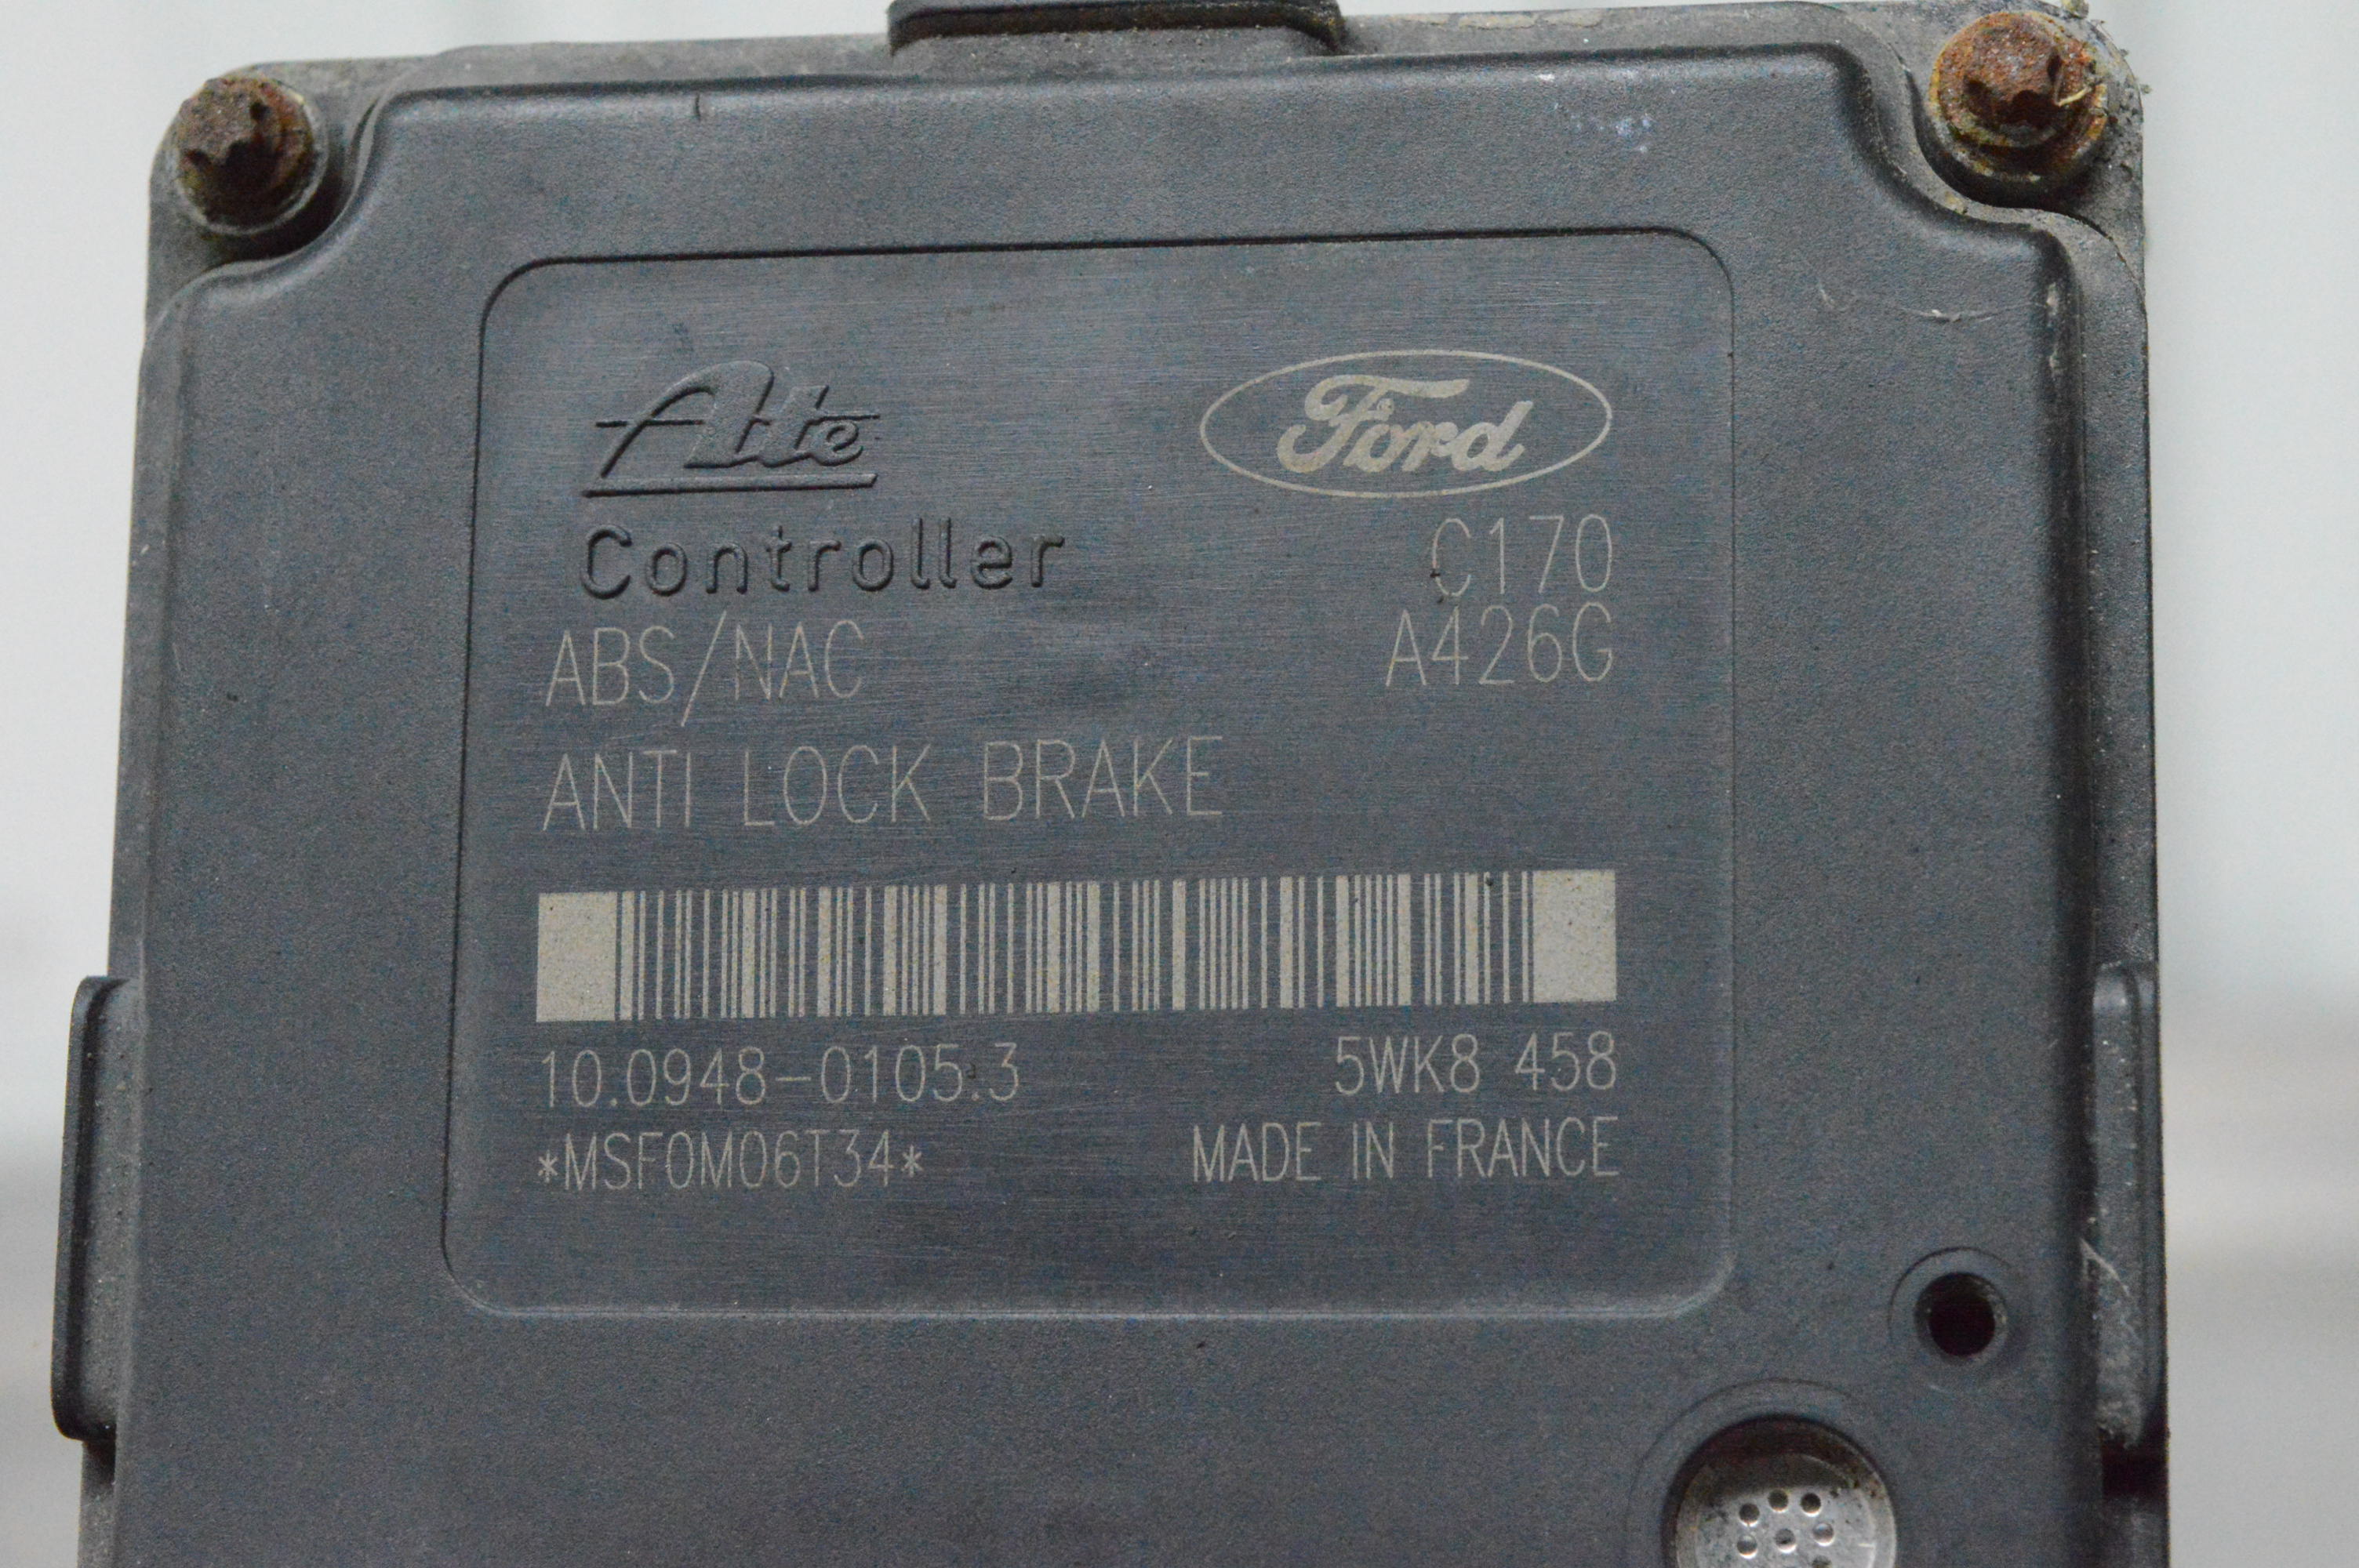 Ate Ford
Controller C170
ABS/NAC A426G
ANTI LOCK BRAKE
10.0948-0105.3 5WK8 458
*MSF0M06T34* MADE IN FRANCE